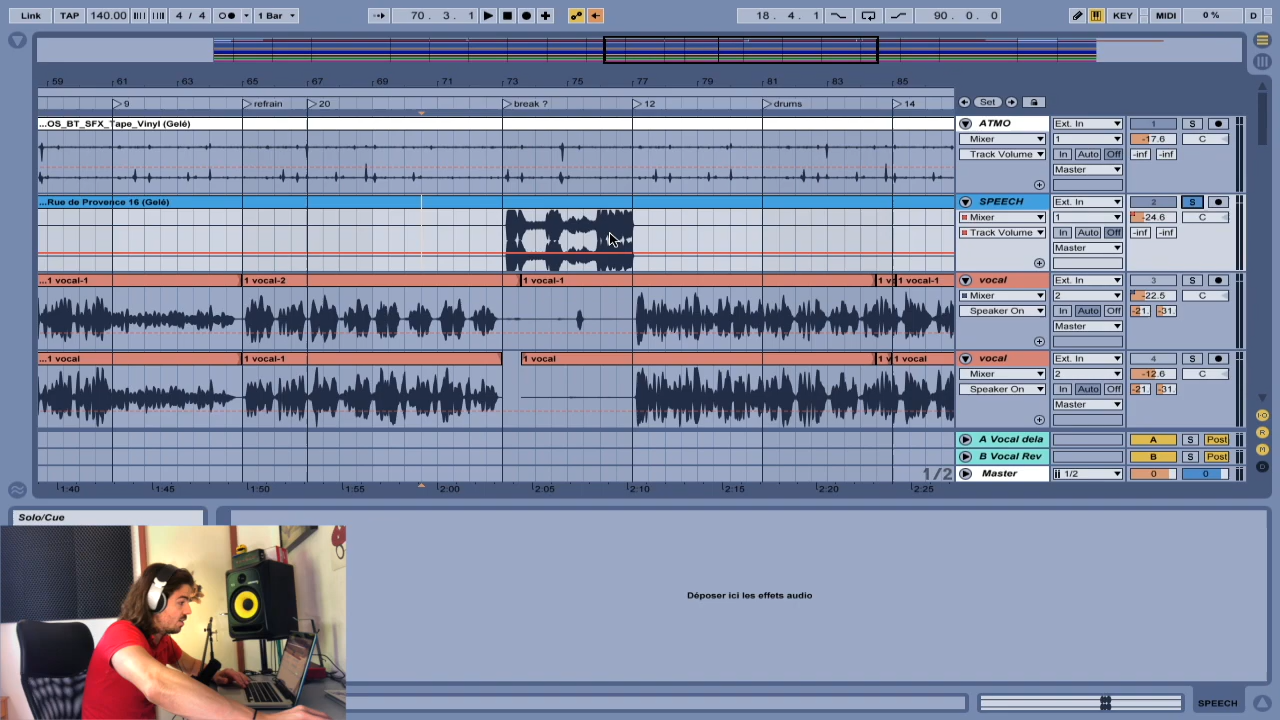 Link TAP 140.00 4 / 4 1 Bar 70 . 3 . 1 18 . 4 . 1 90 . 0 . 0 KEY MIDI 0 % D
59 61 63 65 67 69 71 73 75 77 79 81 83 85
9 refrain 20 break ? 12 drums 14 Set
...OS_BT_SFX_Tape_Vinyl (Gelé) ATMO Ext. In 1 S
Mixer 1 -17.6 C
Track Volume In Auto Off -inf -inf
Master
...Rue de Provence 16 (Gelé) SPEECH Ext. In 2 S
Mixer 1 -24.6 C
Track Volume In Auto Off -inf -inf
Master
...1 vocal-1 1 vocal-2 1 vocal-1 1 v 1 vocal-1 vocal Ext. In 3 S
Mixer 2 -22.5 C
Speaker On In Auto Off -21. -31.
Master
...1 vocal 1 vocal-1 1 vocal 1 v 1 vocal vocal Ext. In 4 S
Mixer 2 -12.6 C
Speaker On In Auto Off -21. -31.
Master
A Vocal dela A S Post
B Vocal Rev B S Post
1/2 Master 1/2 0 0
1:40 1:45 1:50 1:55 2:00 2:05 2:10 2:15 2:20 2:25
I-O
R
M
D
Solo/Cue
Déposer ici les effets audio
SPEECH